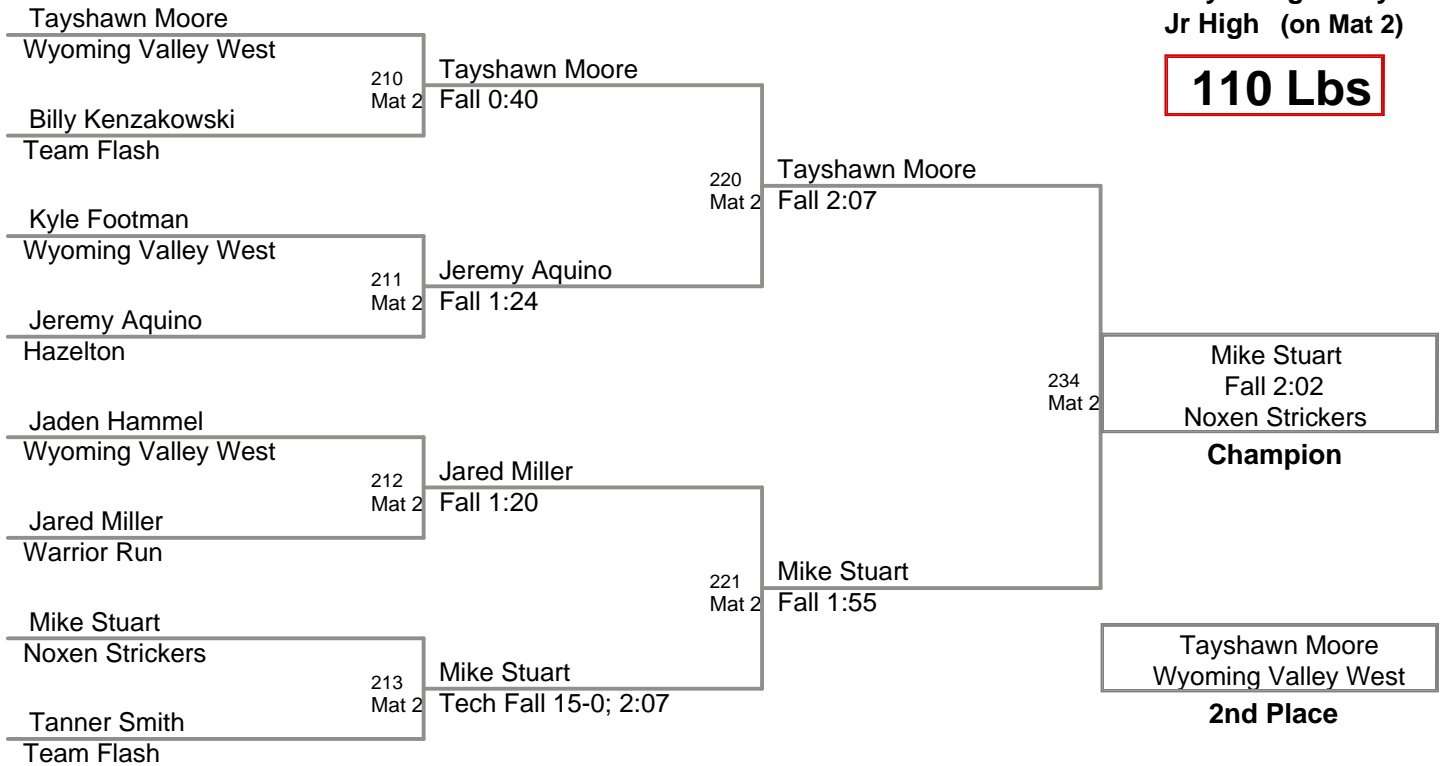 Tayshawn Moore
Wyoming Valley West
Billy Kenzakowski
Team Flash
Kyle Footman
Wyoming Valley West
Jeremy Aquino
Hazelton
Jaden Hammel
Wyoming Valley West
Jared Miller
Warrior Run
Mike Stuart
Noxen Strickers
Tanner Smith
Team Flash
210
Mat 2
Tayshawn Moore
Fall 0:40
211
Mat 2
Jeremy Aquino
Fall 1:24
212
Mat 2
Jared Miller
Fall 1:20
213
Mat 2
Mike Stuart
Tech Fall 15-0; 2:07
220
Mat 2
Tayshawn Moore
Fall 2:07
221
Mat 2
Mike Stuart
Fall 1:55
234
Mat 2
Jr High (on Mat 2)
110 Lbs
Mike Stuart
Fall 2:02
Noxen Strickers
Champion
Tayshawn Moore
Wyoming Valley West
2nd Place